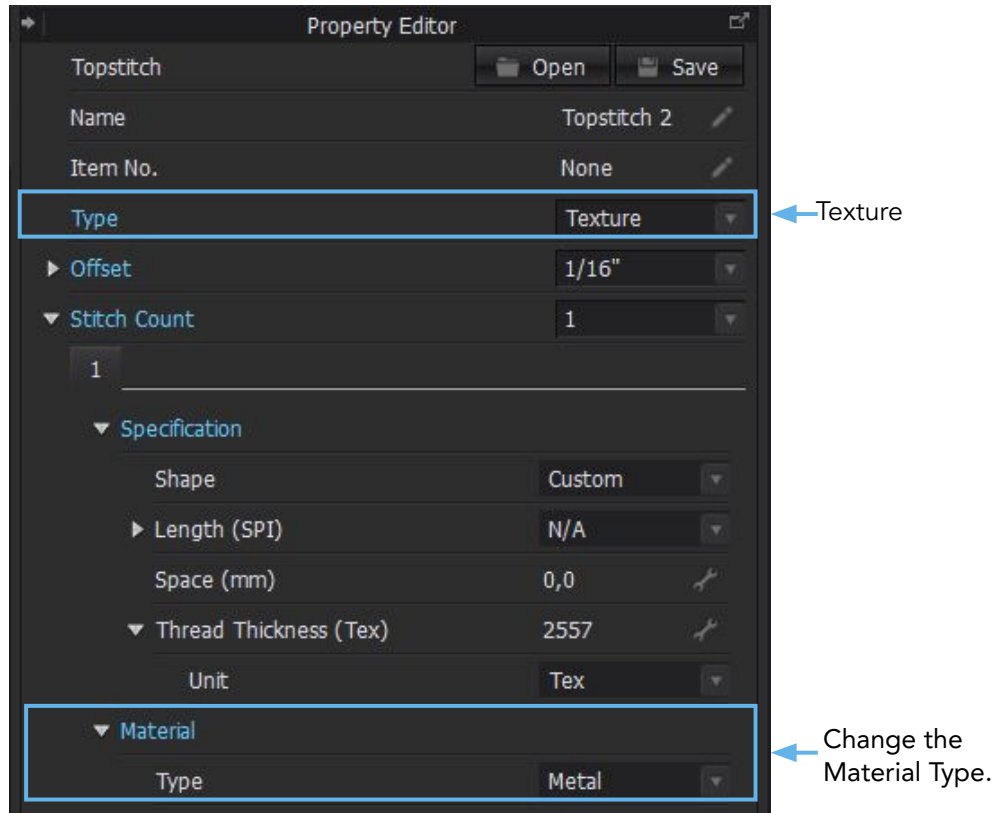 Property Editor
Topstitch Open Save
Name Topstitch 2
Item No. None
Type Texture
Texture
Offset 1/16"
Stitch Count 1
1
Specification
Shape Custom
Length (SPI) N/A
Space (mm) 0,0
Thread Thickness (Tex) 2557
Unit Tex
Material
Type Metal
Change the
Material Type.